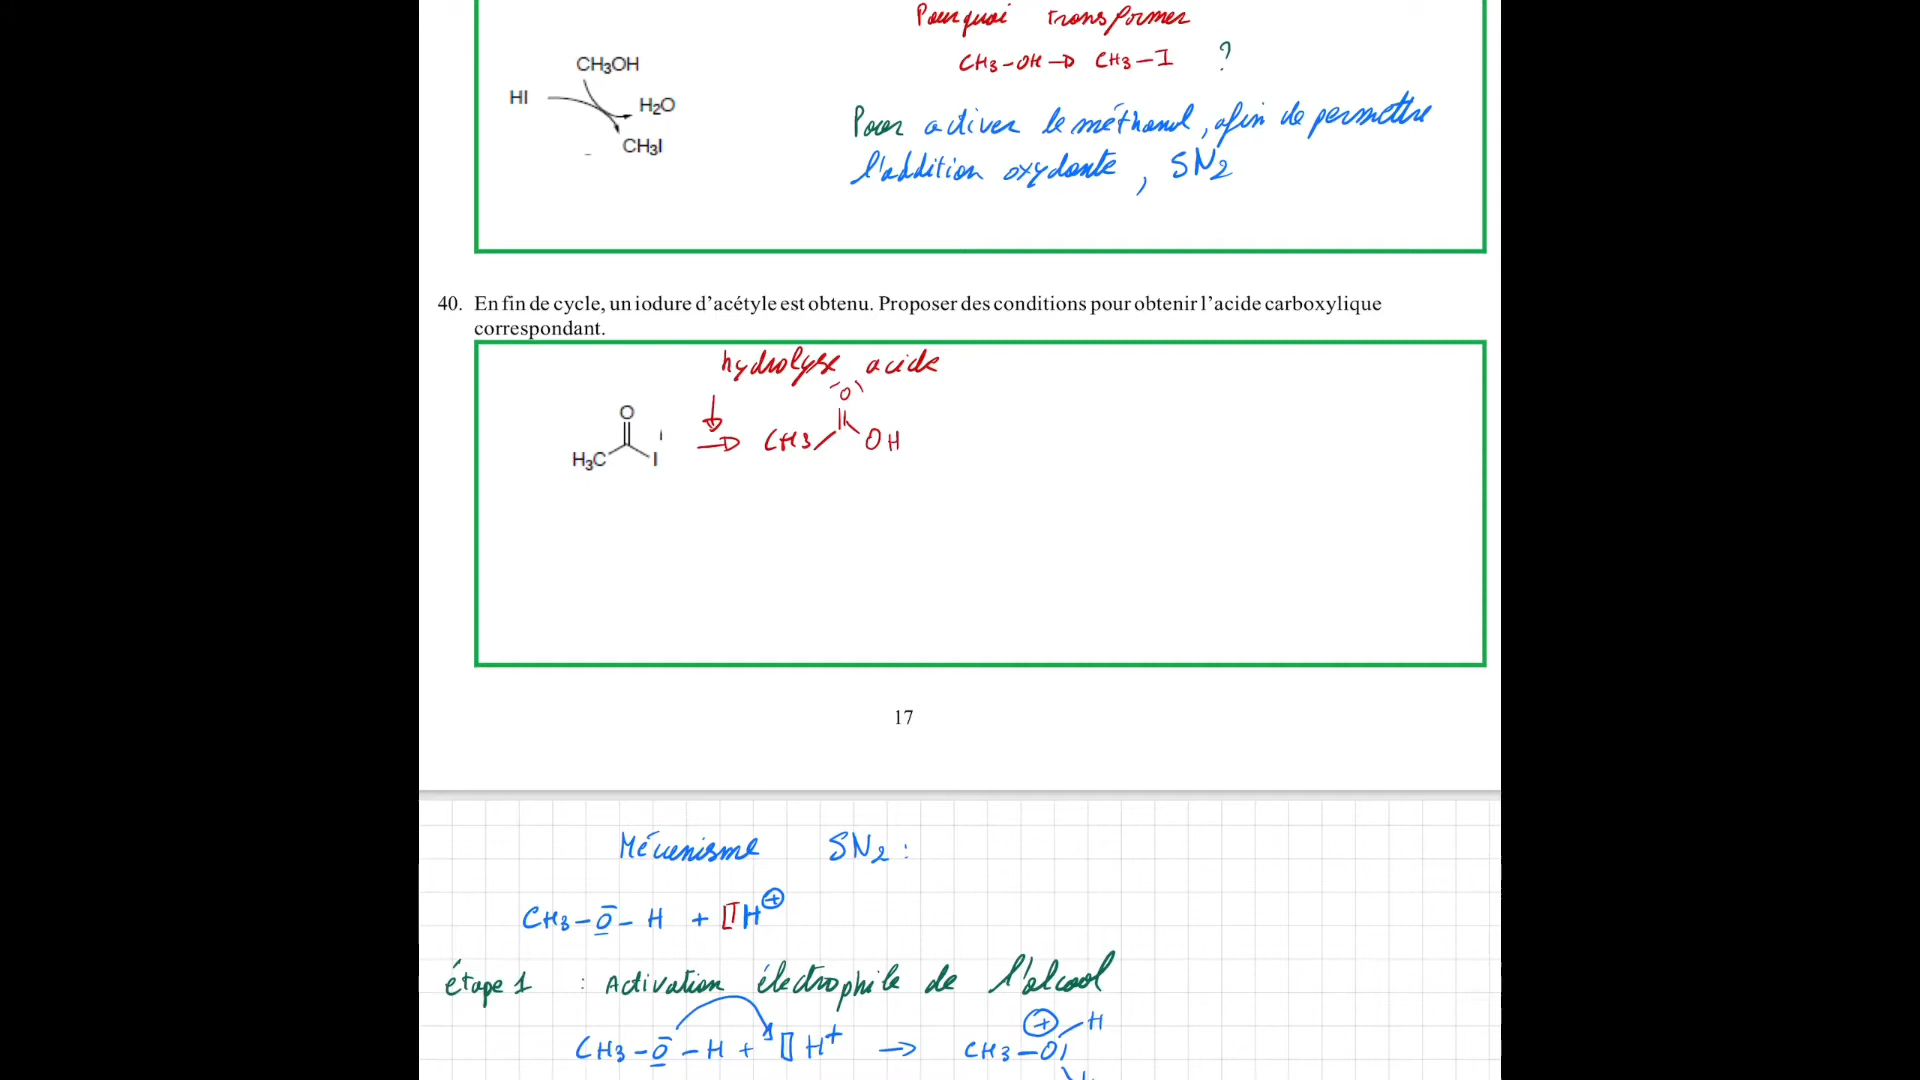 Pourquoi transformer
CH3-OH → CH3-I ?
CH₃OH
HI
H₂O
CH₃I
Pour activer le méthanol, afin de permettre
l'addition oxydante, SN2
40. En fin de cycle, un iodure d'acétyle est obtenu. Proposer des conditions pour obtenir l'acide carboxylique
correspondant.
hydrolyse acide
O
H₃C
I
→ CH3
O
OH
17
Mécanisme SN2 :
CH3-O-H + H⊕
étape 1 : Activation électrophile de l'alcool
CH3-O-H + H+ → CH3-O
⊕
H